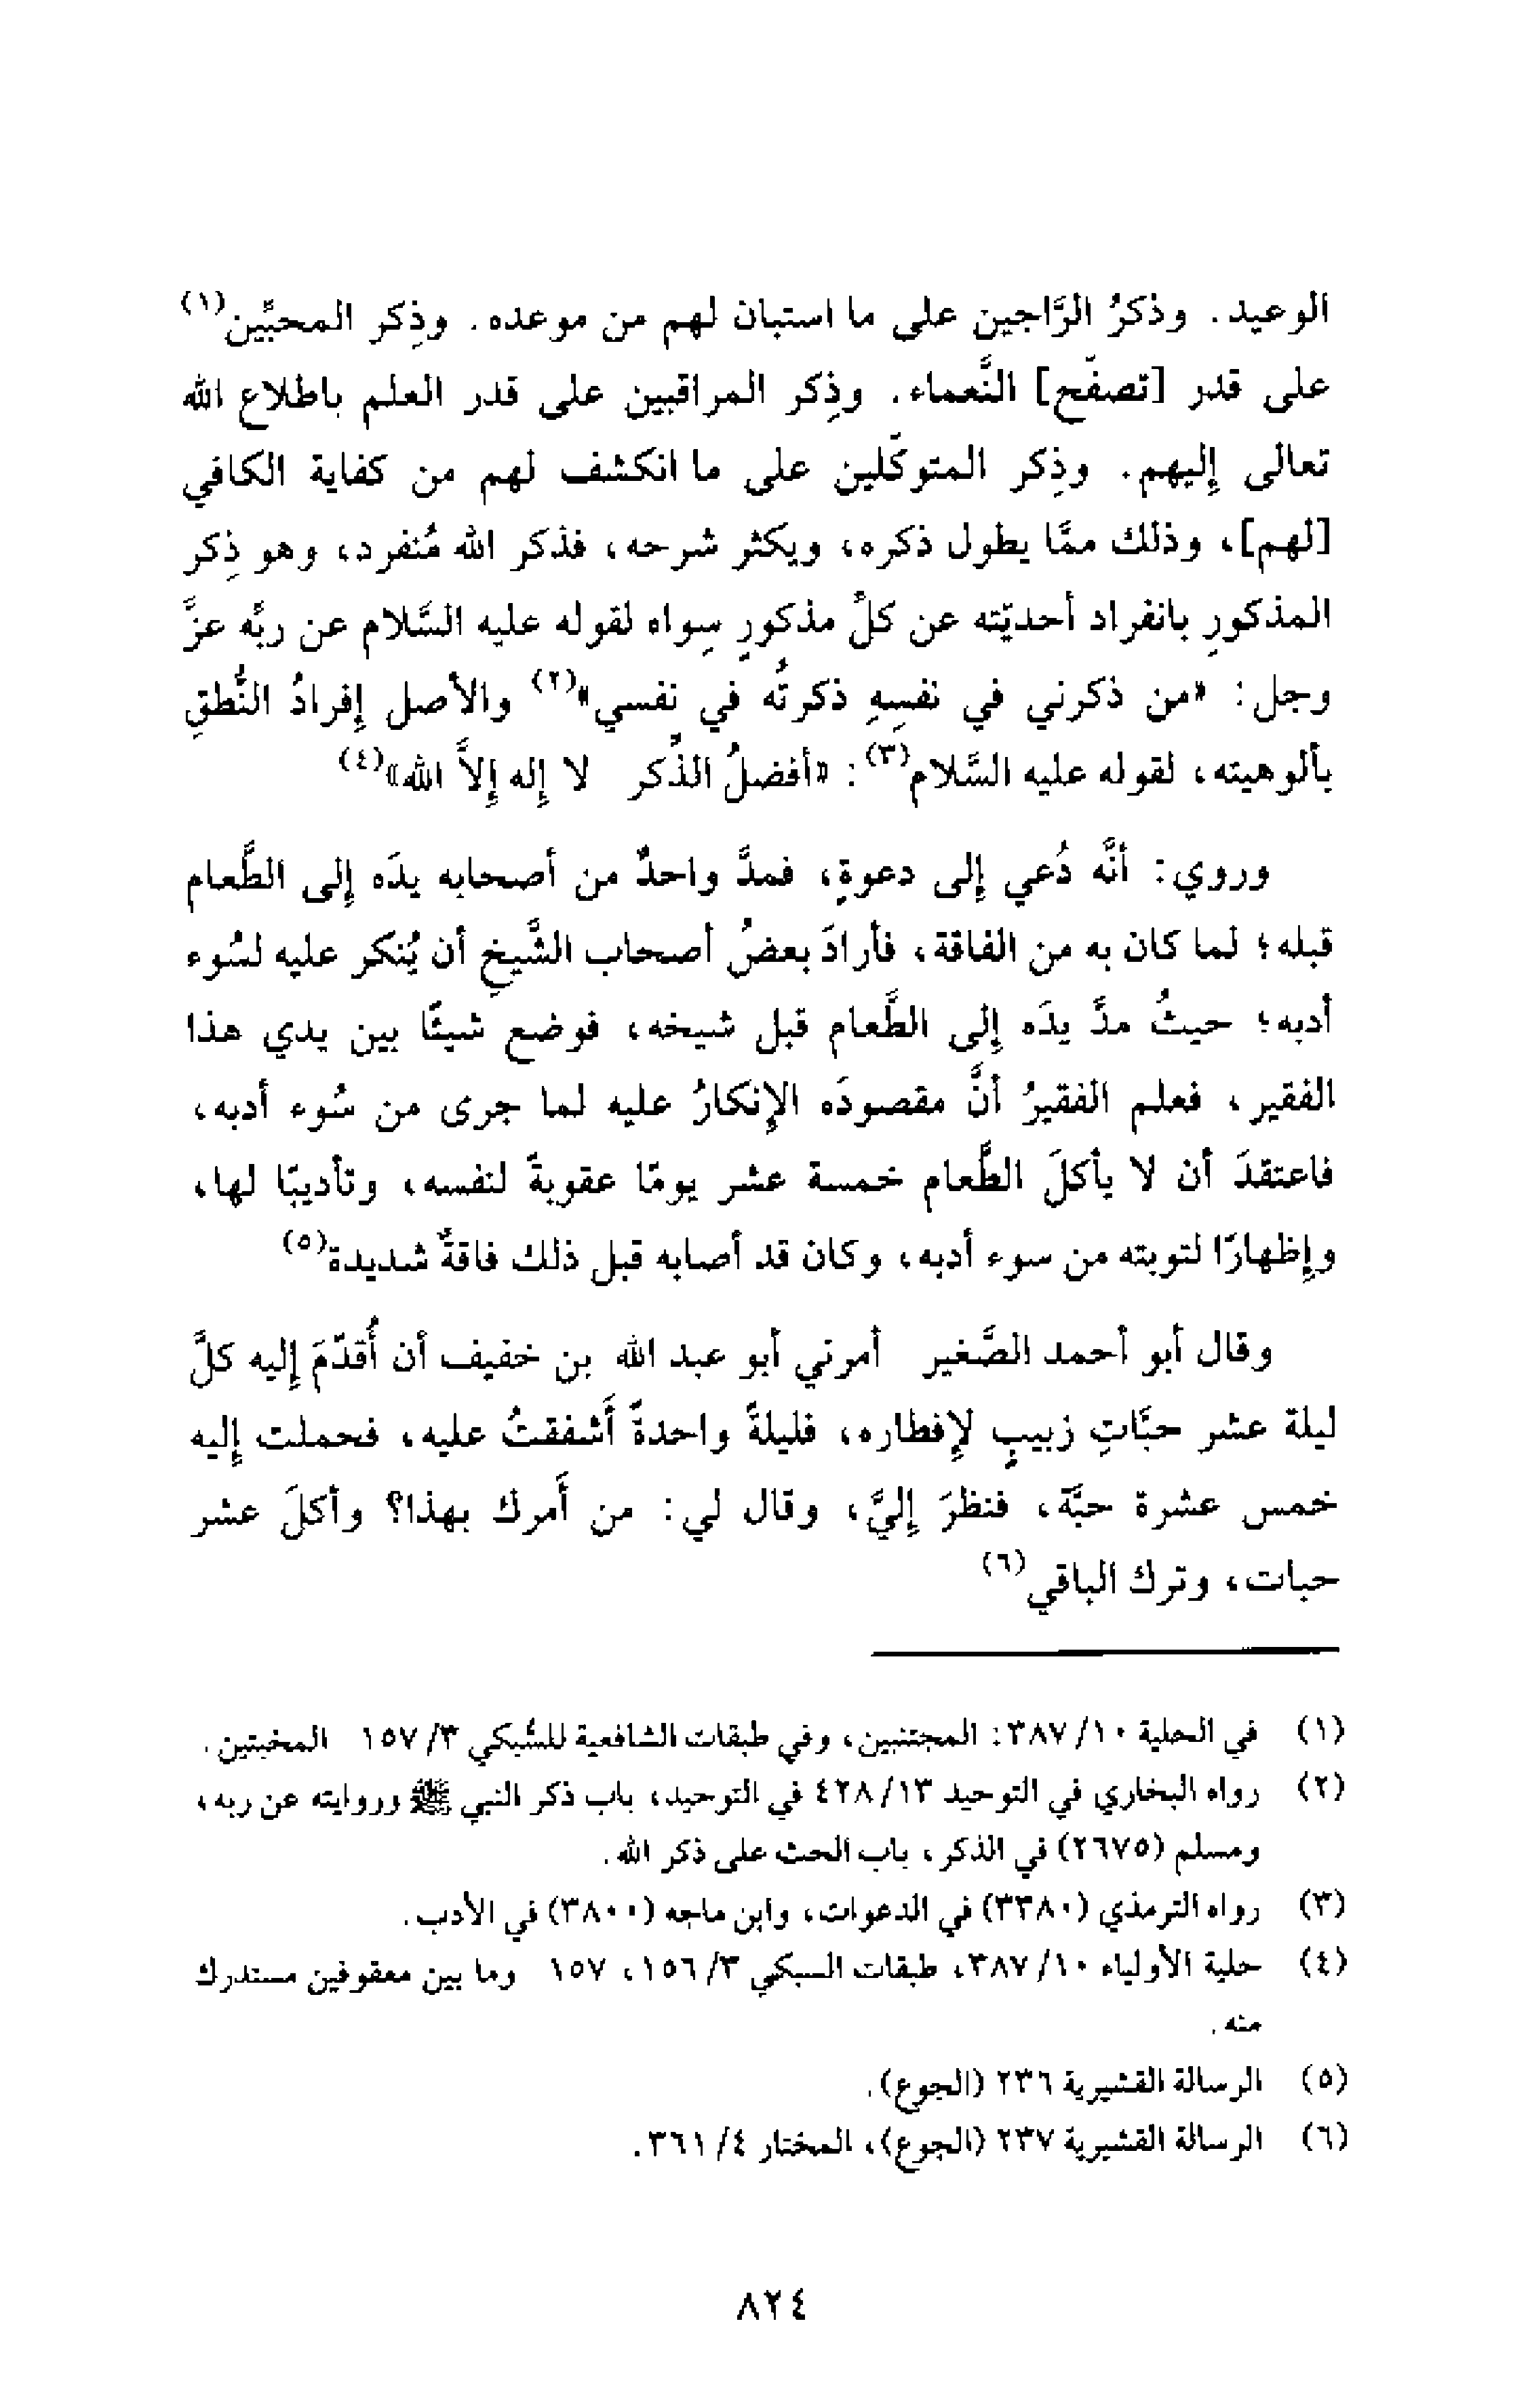 الوعيد. وذكرُ الرَّاجين على ما استبان لهم من موعده. وذِكر المحبِّين(١)
على قدر [تصفّح] النَّعماء. وذِكر المراقبين على قدر العلم باطلاع الله
تعالى إليهم. وذِكر المتوكّلين على ما انكشف لهم من كفاية الكافي
[لهم]، وذلك ممَّا يطول ذكره، ويكثر شرحه، فذكر الله مُنفرد، وهو ذِكر
المذكورِ بانفراد أحديّته عن كلِّ مذكورٍ سِواه لقوله عليه السَّلام عن ربِّه عزَّ
وجل: «من ذكرني في نفسِهِ ذكرتُه في نفسي»(٢) والأصل إفرادُ النُّطقِ
بألوهيته، لقوله عليه السَّلام(٣): «أفضلُ الذِّكر لا إله إلاَّ الله»(٤)
وروي: أنَّه دُعي إلى دعوةٍ، فمدَّ واحدٌ من أصحابه يدَه إلى الطَّعام
قبله؛ لما كان به من الفاقة، فأرادَ بعضُ أصحاب الشَّيخِ أن يُنكر عليه لسُوء
أدبه؛ حيثُ مدَّ يدَه إلى الطَّعام قبل شيخه، فوضع شيئًا بين يدي هذا
الفقير، فعلم الفقيرُ أنَّ مقصودَه الإنكارُ عليه لما جرى من سُوء أدبه،
فاعتقدَ أن لا يأكلَ الطَّعام خمسة عشر يومًا عقوبةً لنفسه، وتأديبًا لها،
وإظهارًا لتوبته من سوء أدبه، وكان قد أصابه قبل ذلك فاقةٌ شديدة(٥)
وقال أبو أحمد الصَّغير أمرني أبو عبد الله بن خفيف أن أُقدّمَ إليه كلَّ
ليلة عشر حبَّاتِ زبيبٍ لإفطاره، فليلةً واحدةً أَشفقتُ عليه، فحملت إليه
خمس عشرة حبَّة، فنظرَ إليَّ، وقال لي: من أَمرك بهذا؟ وأكلَ عشر
حبات، وترك الباقي(٦)
(١) في الحلية ١٠/ ٣٨٧: المجتنبين، وفي طبقات الشافعية للسُّبكي ٣/ ١٥٧ المخبتين.
(٢) رواه البخاري في التوحيد ١٣/ ٤٢٨ في التوحيد، باب ذكر النبي ﷺ وروايته عن ربه،
ومسلم (٢٦٧٥) في الذكر، باب الحث على ذكر الله.
(٣) رواه الترمذي (٣٣٨٠) في الدعوات، وابن ماجه (٣٨٠٠) في الأدب.
(٤) حلية الأولياء ١٠/ ٣٨٧، طبقات السبكي ٣/ ١٥٦، ١٥٧ وما بين معقوفين مستدرك
منه.
(٥) الرسالة القشيرية ٢٣٦ (الجوع).
(٦) الرسالة القشيرية ٢٣٧ (الجوع)، المختار ٤/ ٣٦١.
٨٢٤